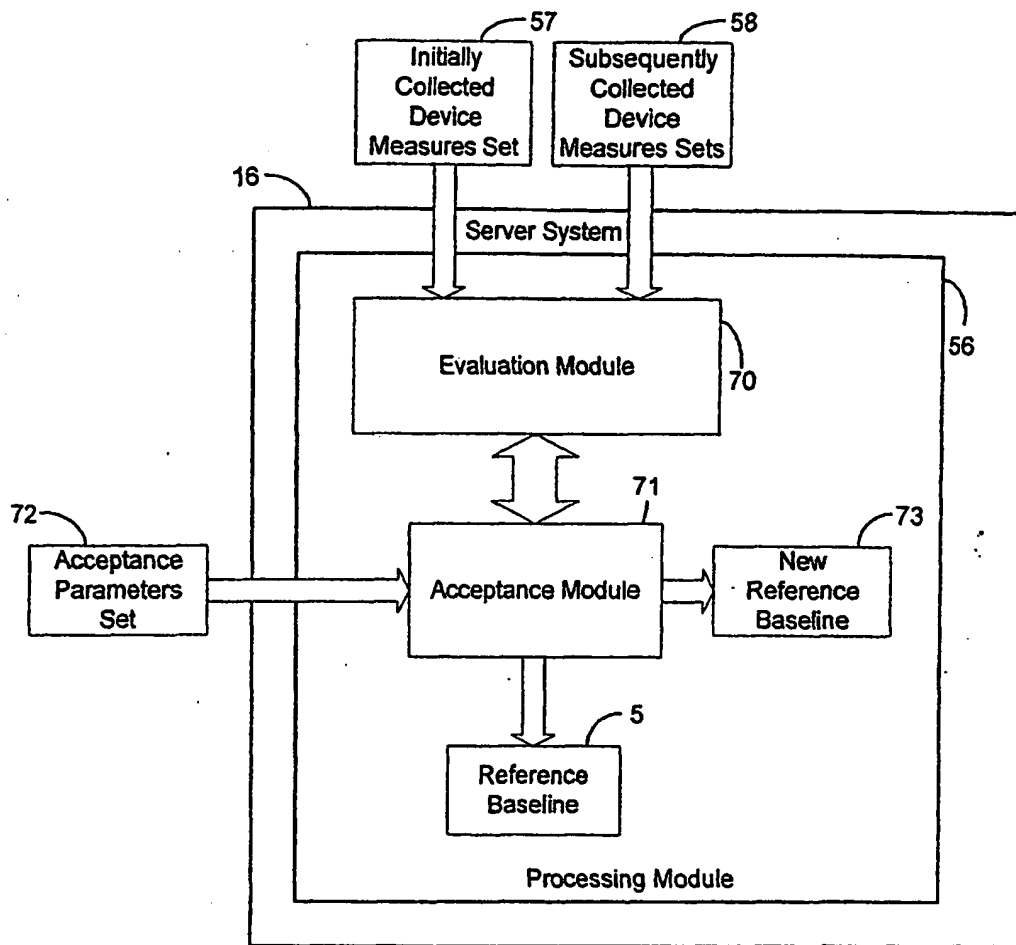 57
58
Initially
Collected
Device
Measures Set
Subsequently
Collected
Device
Measures Sets
16
Server System
56
Evaluation Module
70
71
72
73
Acceptance
Parameters
Set
Acceptance Module
New
Reference
Baseline
5
Reference
Baseline
Processing Module